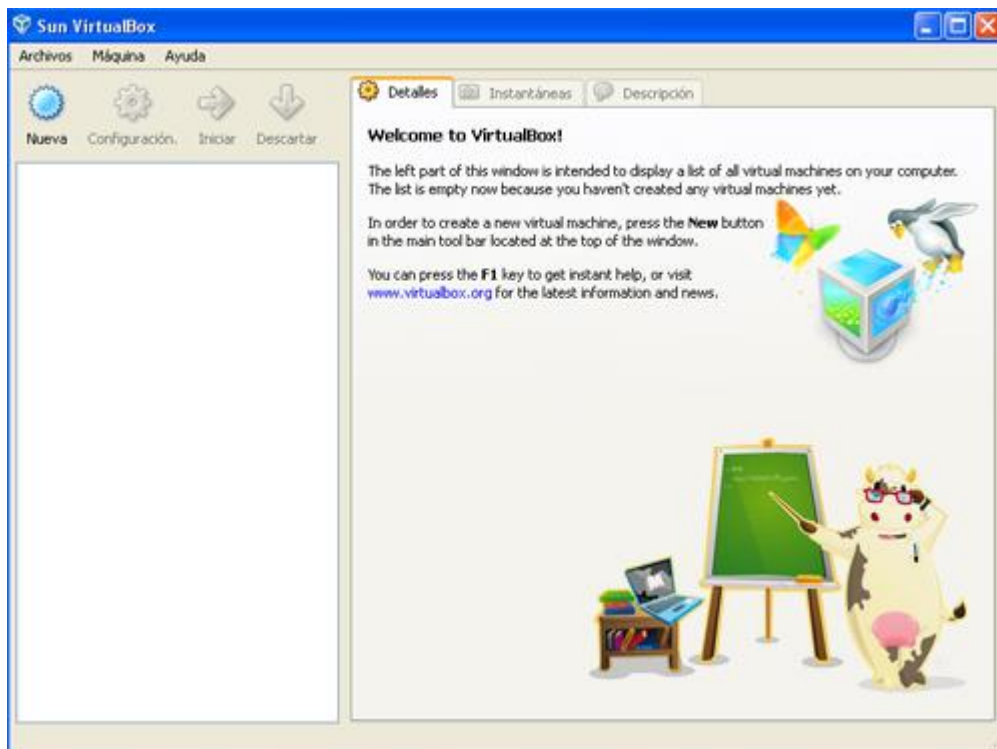 Sun VirtualBox
Archivos Máquina Ayuda
Nueva Configuración. Iniciar Descartar
Detalles Instantáneas Descripción
Welcome to VirtualBox!
The left part of this window is intended to display a list of all virtual machines on your computer.
The list is empty now because you haven't created any virtual machines yet.
In order to create a new virtual machine, press the New button
in the main tool bar located at the top of the window.
You can press the F1 key to get instant help, or visit
www.virtualbox.org for the latest information and news.